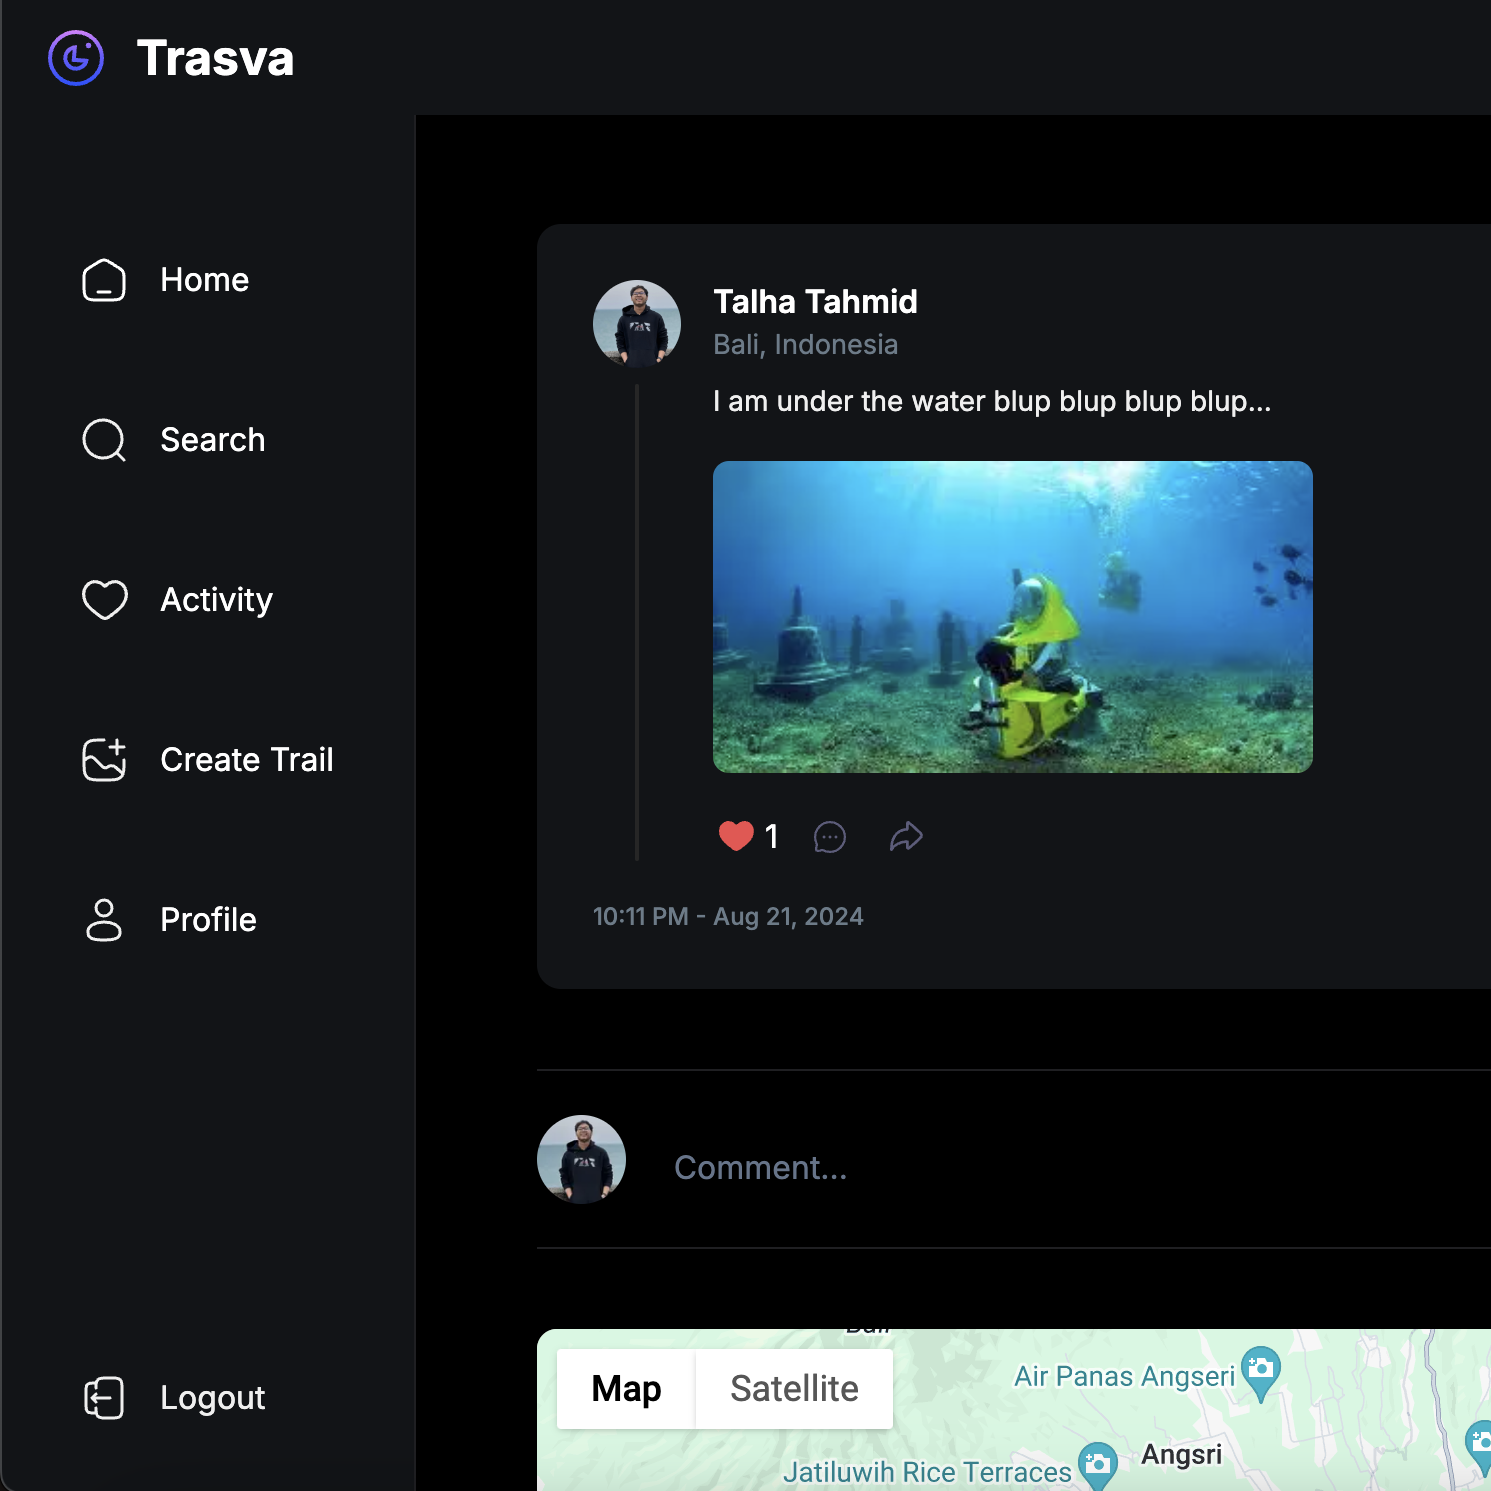 Trasva
Home
Search
Activity
Create Trail
Profile
Logout
Talha Tahmid
Bali, Indonesia
I am under the water blup blup blup blup...
1
10:11 PM - Aug 21, 2024
Comment...
Map
Satellite
Air Panas Angseri
Angsri
Jatiluwih Rice Terraces